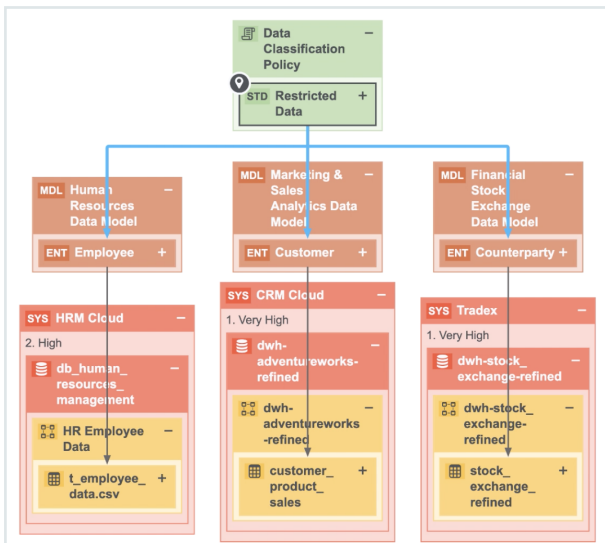 Data
Classification
Policy
STD Restricted
Data
MDL Human
Resources
Data Model
ENT Employee
MDL Marketing &
Sales
Analytics Data
Model
ENT Customer
MDL Financial
Stock
Exchange
Data Model
ENT Counterparty
SYS HRM Cloud
2. High
db_human_
resources_
management
HR Employee
Data
t_employee_
data.csv
SYS CRM Cloud
1. Very High
dwh-
adventureworks-
refined
dwh-
adventureworks
-refined
customer_
product_
sales
SYS Tradex
1. Very High
dwh-stock_
exchange-refined
dwh-stock_
exchange-
refined
stock_
exchange_
refined